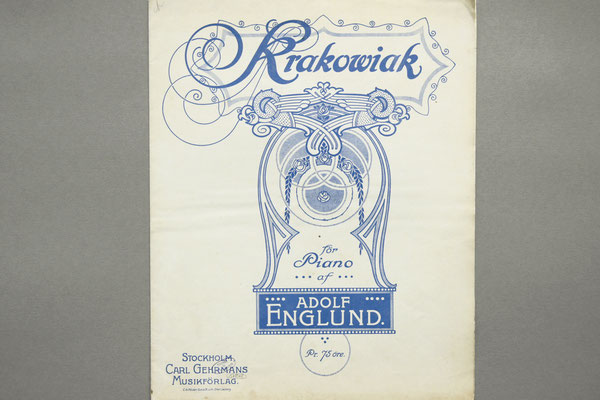 Krakowiak
för
Piano
af
ADOLF
ENGLUND.
Pr. 75 öre.
STOCKHOLM,
CARL GEHRMANS
MUSIKFÖRLAG.